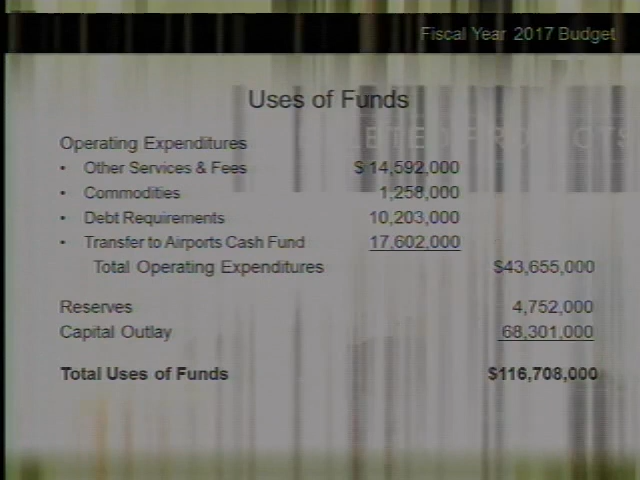 Fiscal Year 2017 Budget
Uses of Funds
Operating Expenditures
• Other Services & Fees $ 14,592,000
• Commodities 1,258,000
• Debt Requirements 10,203,000
• Transfer to Airports Cash Fund 17,602,000
Total Operating Expenditures $43,655,000
Reserves 4,752,000
Capital Outlay 68,301,000
Total Uses of Funds $116,708,000